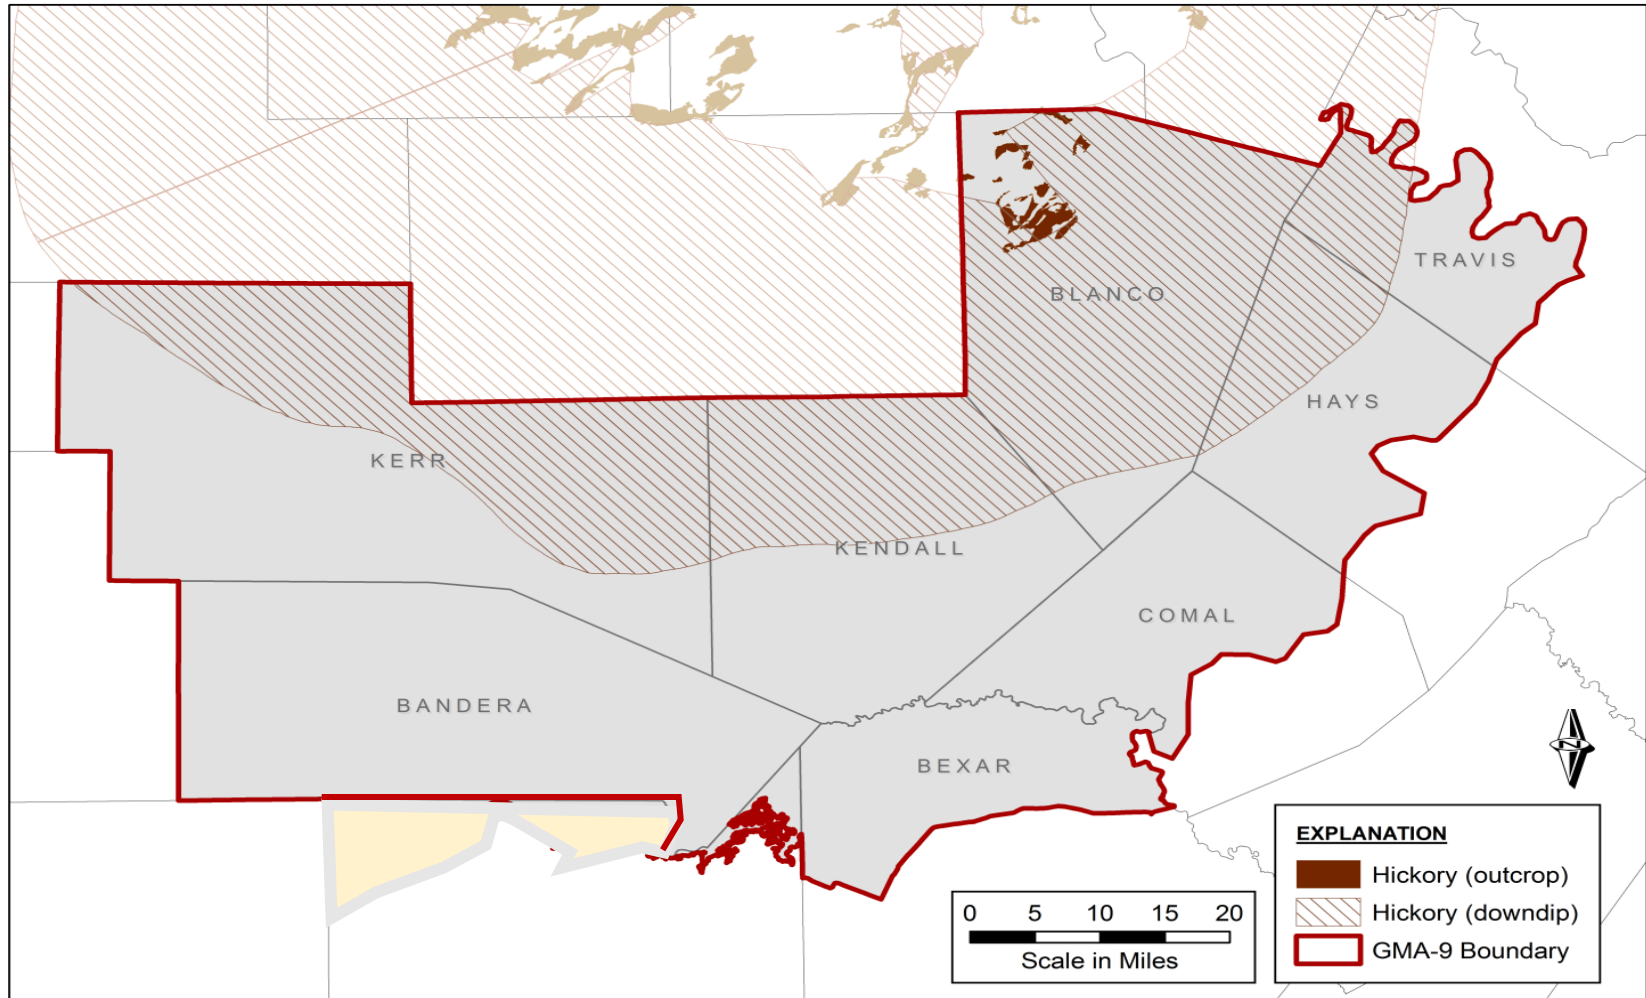 TRAVIS
BLANCO
HAYS
KERR
KENDALL
COMAL
BANDERA
BEXAR
N
EXPLANATION
Hickory (outcrop)
Hickory (downdip)
GMA-9 Boundary
0 5 10 15 20
Scale in Miles